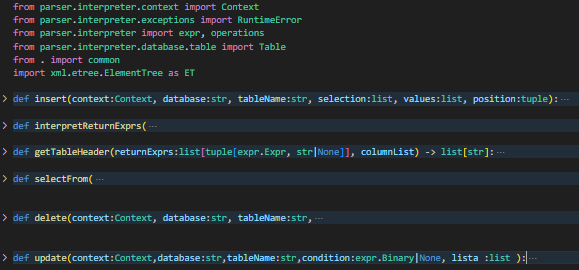 from parser.interpreter.context import Context
from parser.interpreter.exceptions import RuntimeError
from parser.interpreter import expr, operations
from parser.interpreter.database.table import Table
from . import common
import xml.etree.ElementTree as ET
> def insert(context:Context, database:str, tableName:str, selection:list, values:list, position:tuple): ...
> def interpretReturnExprs( ...
> def getTableHeader(returnExprs:list[tuple[expr.Expr, str|None]], columnList) -> list[str]: ...
> def selectFrom( ...
> def delete(context:Context, database:str, tableName:str, ...
> def update(context:Context,database:str,tableName:str,condition:expr.Binary|None, lista :list ): ...